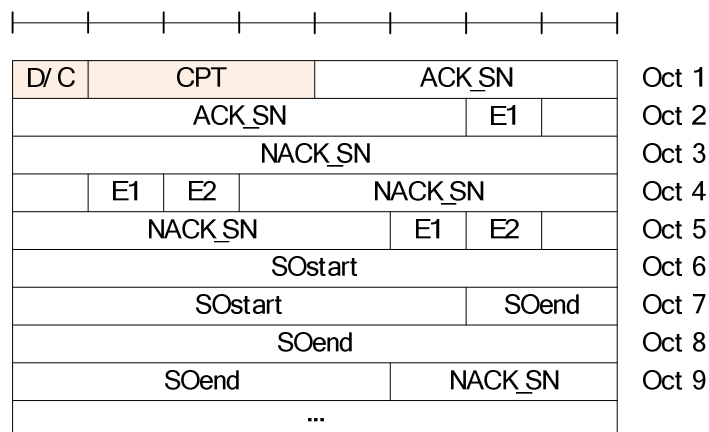 D/C CPT ACK_SN Oct 1
ACK_SN E1 Oct 2
NACK_SN Oct 3
E1 E2 NACK_SN Oct 4
NACK_SN E1 E2 Oct 5
SOstart Oct 6
SOstart SOend Oct 7
SOend Oct 8
SOend NACK_SN Oct 9
...